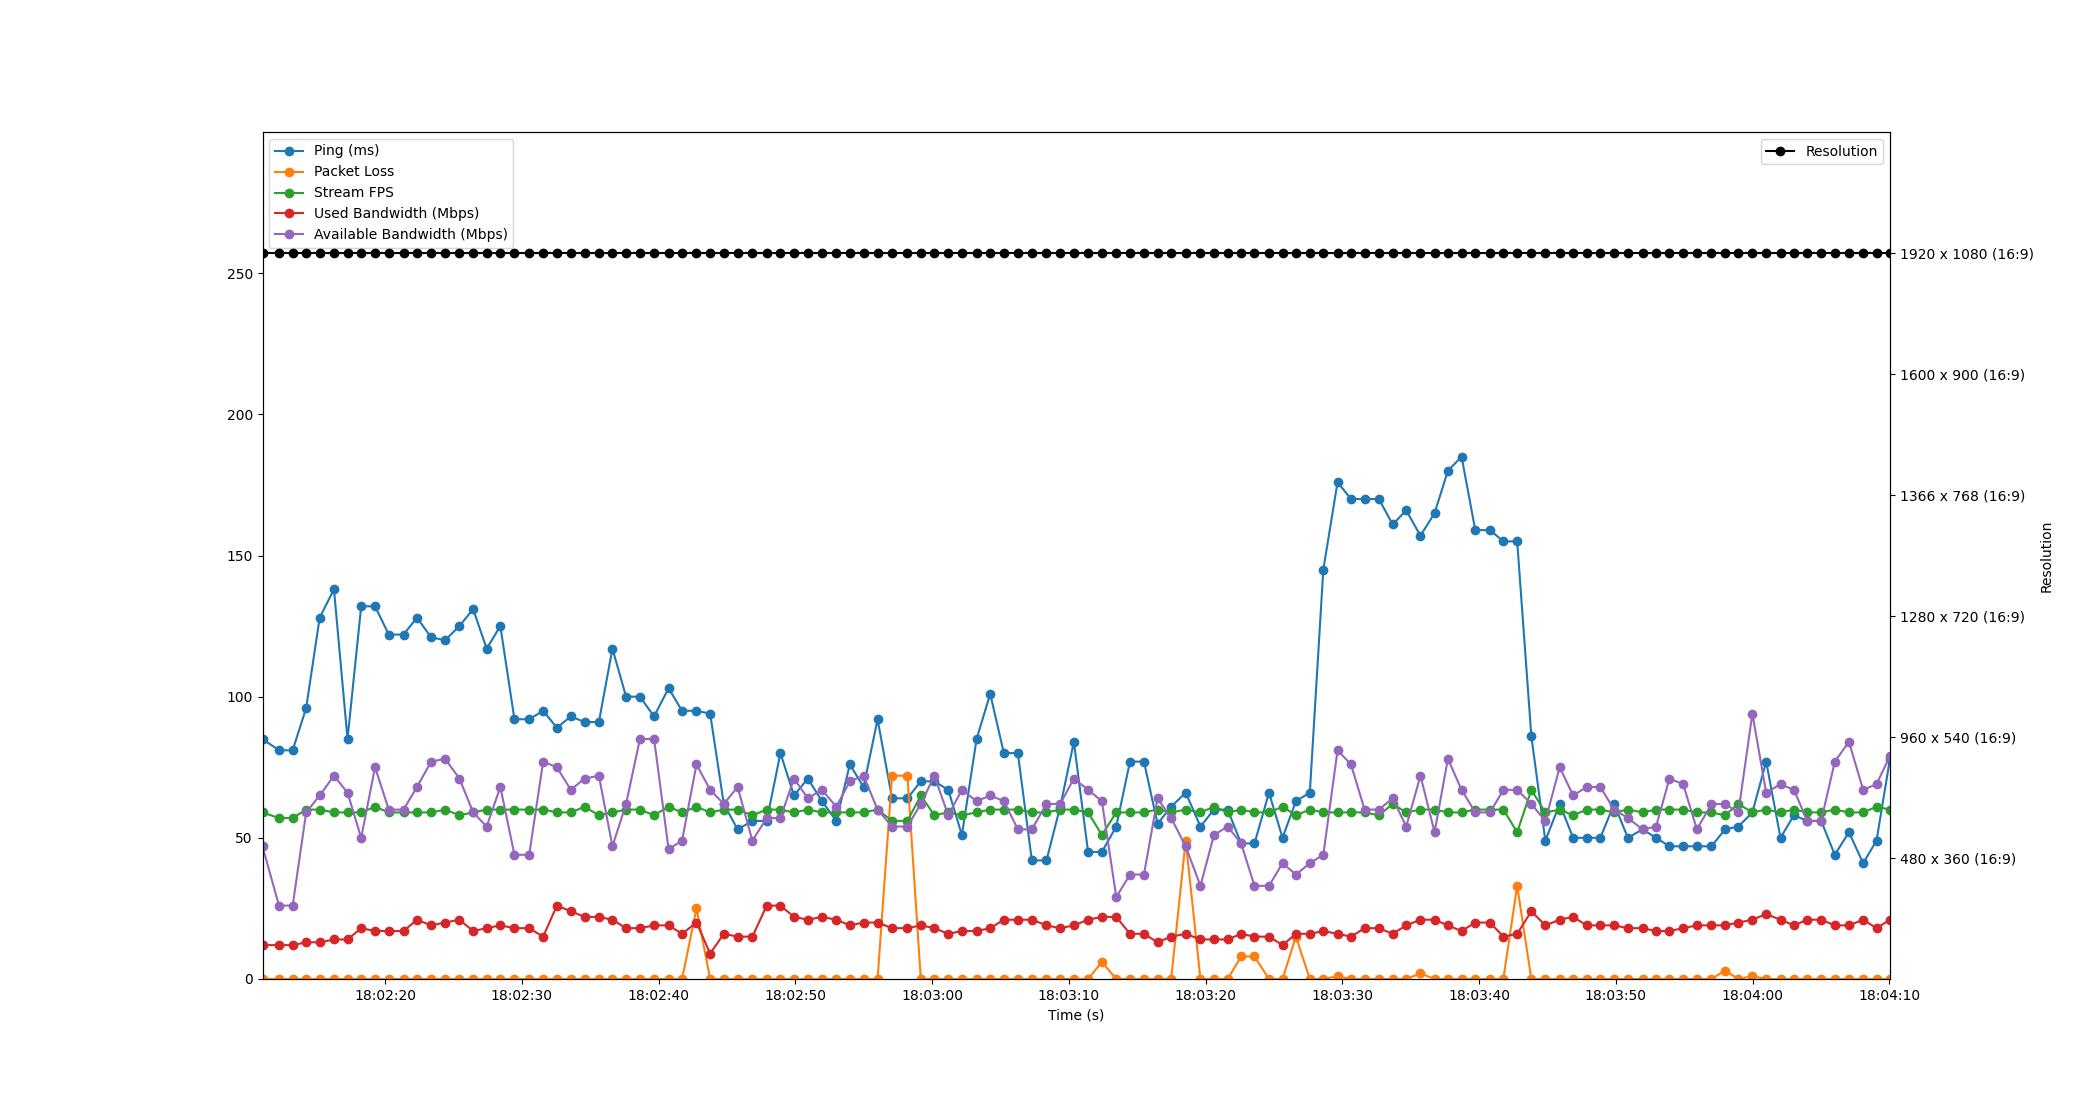 Ping (ms)
Packet Loss
Stream FPS
Used Bandwidth (Mbps)
Available Bandwidth (Mbps)
Resolution
250
200
150
100
50
0
1920 x 1080 (16:9)
1600 x 900 (16:9)
1366 x 768 (16:9)
1280 x 720 (16:9)
960 x 540 (16:9)
480 x 360 (16:9)
Resolution
18:02:20
18:02:30
18:02:40
18:02:50
18:03:00
18:03:10
18:03:20
18:03:30
18:03:40
18:03:50
18:04:00
18:04:10
Time (s)